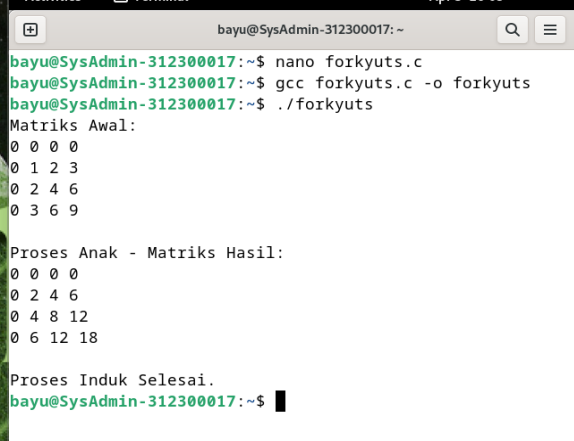 bayu@SysAdmin-312300017: ~
bayu@SysAdmin-312300017:~$ nano forkyuts.c
bayu@SysAdmin-312300017:~$ gcc forkyuts.c -o forkyuts
bayu@SysAdmin-312300017:~$ ./forkyuts
Matriks Awal:
0 0 0 0
0 1 2 3
0 2 4 6
0 3 6 9
Proses Anak - Matriks Hasil:
0 0 0 0
0 2 4 6
0 4 8 12
0 6 12 18
Proses Induk Selesai.
bayu@SysAdmin-312300017:~$